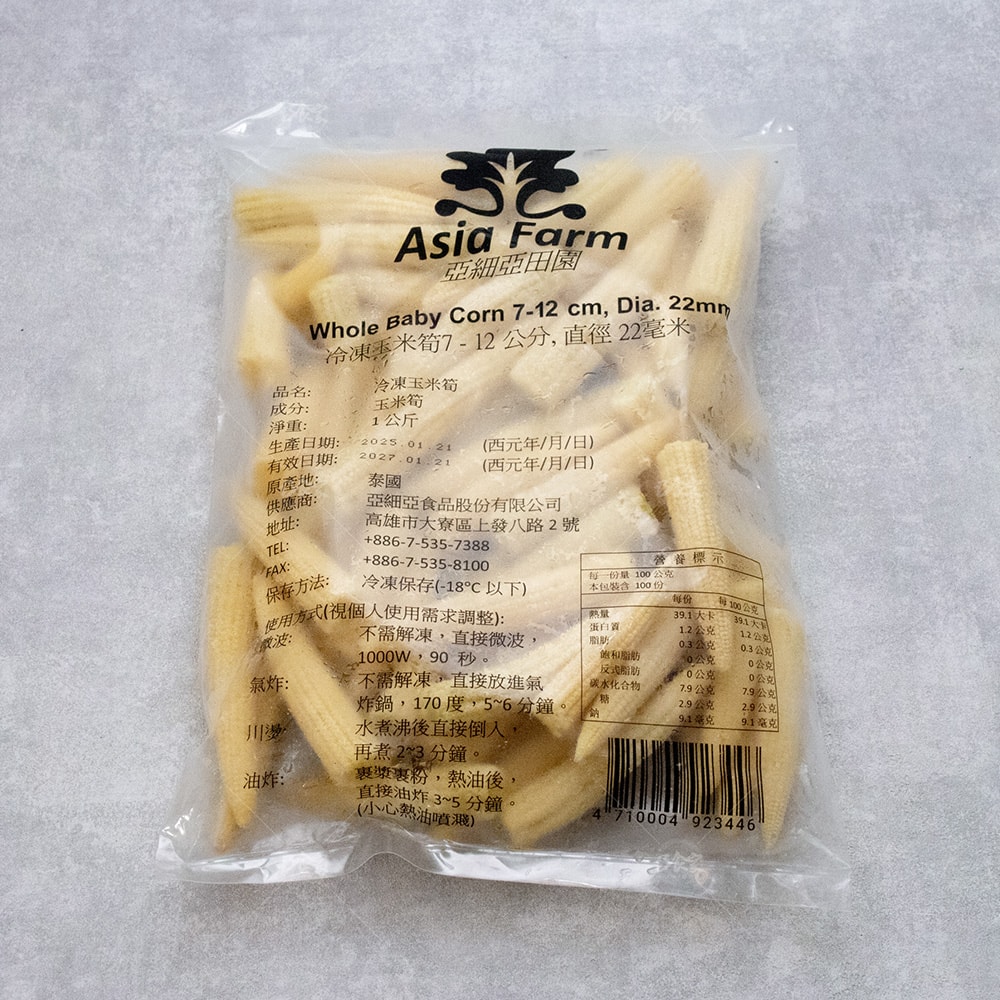 Asia Farm
亞細亞田園
Whole Baby Corn 7-12 cm, Dia. 22mm
冷凍玉米筍7 - 12 公分, 直徑 22毫米
品名: 冷凍玉米筍
成分: 玉米筍
淨重: 1 公斤
生產日期: 2025.01.21 (西元年/月/日)
有效日期: 2027.01.21 (西元年/月/日)
原產地: 泰國
供應商: 亞細亞食品股份有限公司
地址: 高雄市大寮區上發八路 2 號
TEL: +886-7-535-7388
FAX: +886-7-535-8100
保存方法: 冷凍保存(-18°C 以下)
使用方式(視個人使用需求調整):
微波: 不需解凍，直接微波，
1000W，90 秒。
氣炸: 不需解凍，直接放進氣
炸鍋，170 度，5~6 分鐘。
川燙: 水煮沸後直接倒入，
再煮 2~3 分鐘。
油炸: 裹漿裹粉，熱油後，
直接油炸 3~5 分鐘。
(小心熱油噴濺)
營養標示
每一份量 100 公克
本包裝含 100 份
每份 每 100 公克
熱量 39.1 大卡 39.1 大卡
蛋白質 1.2 公克 1.2 公克
脂肪 0.3 公克 0.3 公克
飽和脂肪 0 公克 0 公克
反式脂肪 0 公克 0 公克
碳水化合物 7.9 公克 7.9 公克
糖 2.9 公克 2.9 公克
鈉 9.1 毫克 9.1 毫克
4 710004 923446